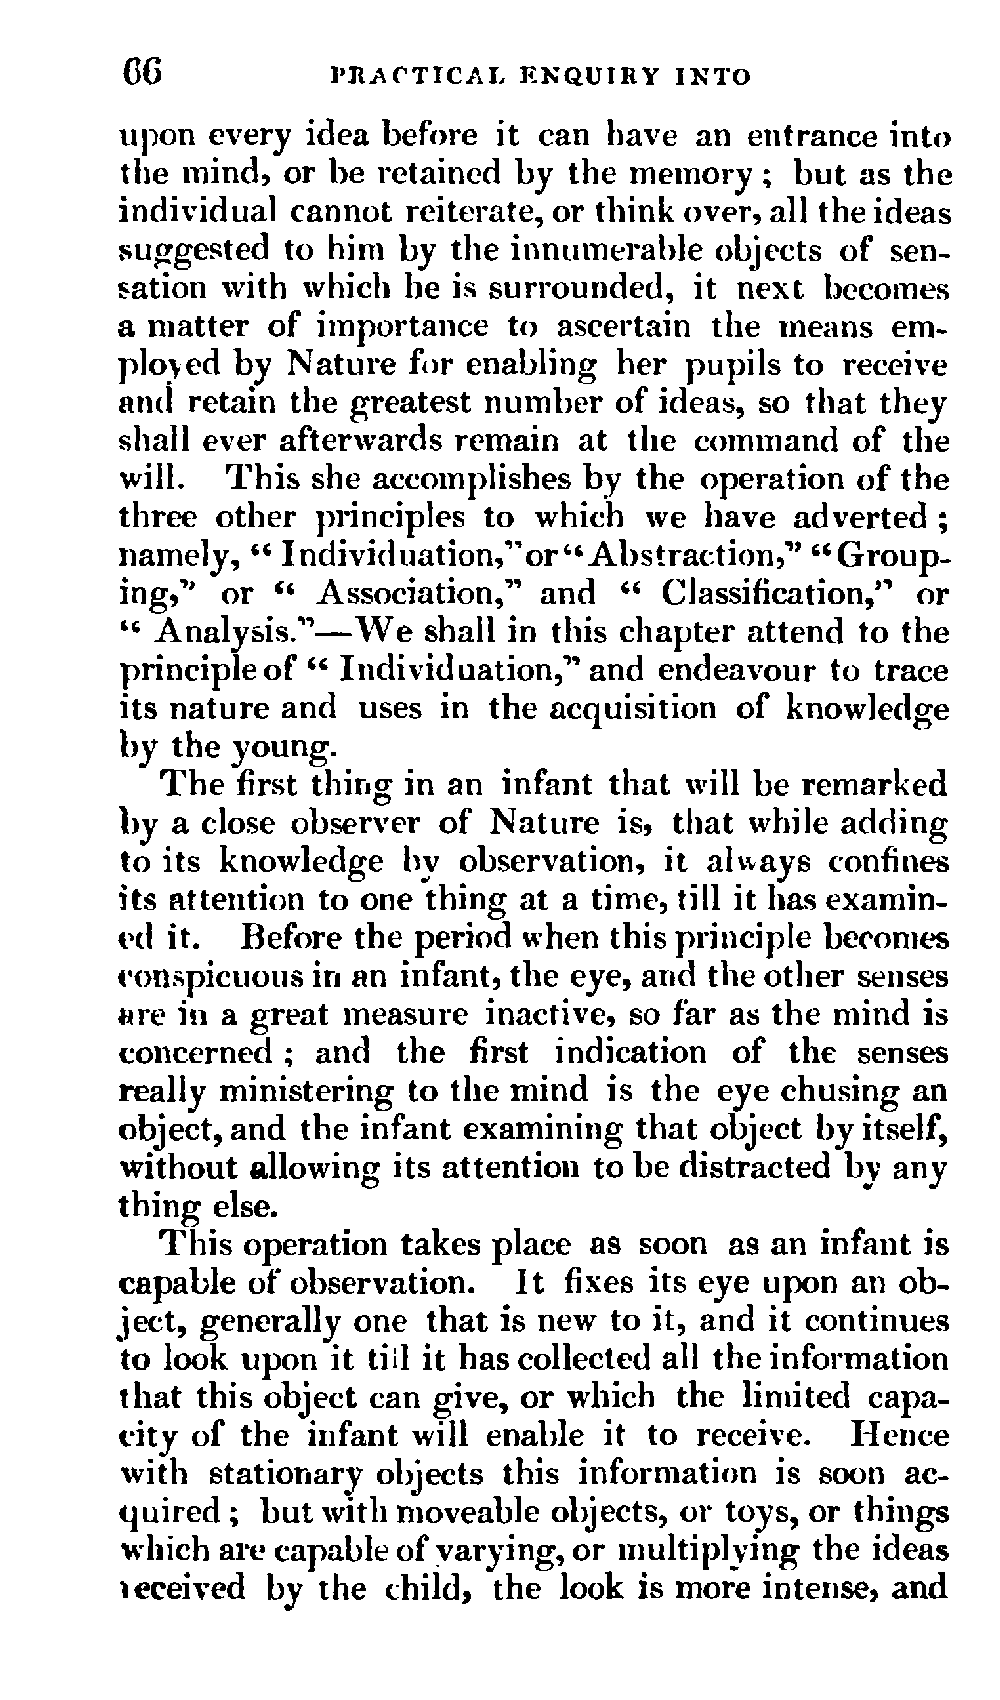 66 PRACTICAL ENQUIRY INTO
upon every idea before it can have an entrance into
the mind, or be retained by the memory ; but as the
individual cannot reiterate, or think over, all the ideas
suggested to him by the innumerable objects of sen-
sation with which he is surrounded, it next becomes
a matter of importance to ascertain the means em-
ployed by Nature for enabling her pupils to receive
and retain the greatest number of ideas, so that they
shall ever afterwards remain at the command of the
will. This she accomplishes by the operation of the
three other principles to which we have adverted ;
namely, “ Individuation,” or “ Abstraction,” “ Group-
ing,” or “ Association,” and “ Classification,” or
“ Analysis.”—We shall in this chapter attend to the
principle of “ Individuation,” and endeavour to trace
its nature and uses in the acquisition of knowledge
by the young.
The first thing in an infant that will be remarked
by a close observer of Nature is, that while adding
to its knowledge by observation, it always confines
its attention to one thing at a time, till it has examin-
ed it. Before the period when this principle becomes
conspicuous in an infant, the eye, and the other senses
are in a great measure inactive, so far as the mind is
concerned ; and the first indication of the senses
really ministering to the mind is the eye chusing an
object, and the infant examining that object by itself,
without allowing its attention to be distracted by any
thing else.
This operation takes place as soon as an infant is
capable of observation. It fixes its eye upon an ob-
ject, generally one that is new to it, and it continues
to look upon it till it has collected all the information
that this object can give, or which the limited capa-
city of the infant will enable it to receive. Hence
with stationary objects this information is soon ac-
quired ; but with moveable objects, or toys, or things
which are capable of varying, or multiplying the ideas
received by the child, the look is more intense, and